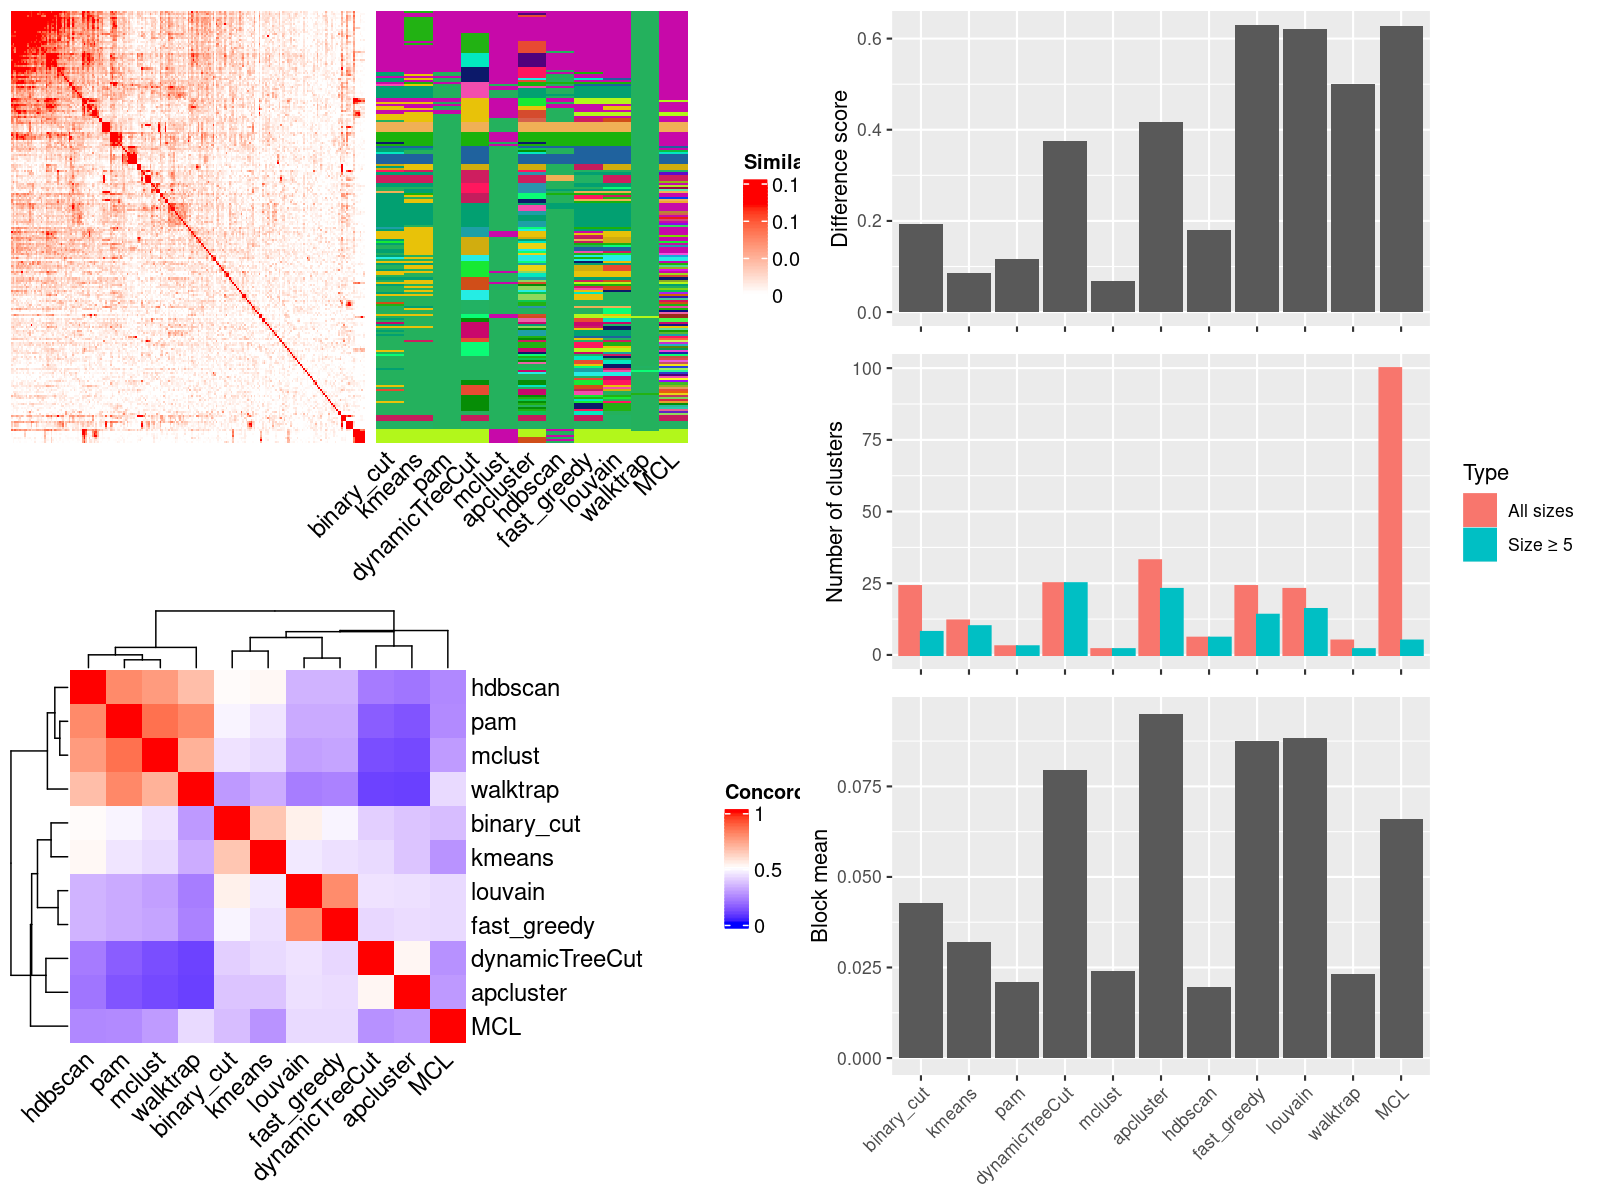 Simila
0.1
0.1
0.0
0
binary_cut
kmeans
pam
dynamicTreeCut
mclust
apcluster
hdbscan
fast_greedy
louvain
walktrap
MCL
hdbscan
pam
mclust
walktrap
binary_cut
kmeans
louvain
fast_greedy
dynamicTreeCut
apcluster
MCL
hdbscan
pam
mclust
walktrap
binary_cut
kmeans
louvain
fast_greedy
dynamicTreeCut
apcluster
MCL
Concord
1
0.5
0
Difference score
0.6
0.4
0.2
0.0
Number of clusters
100
75
50
25
0
Type
All sizes
Size ≥ 5
Block mean
0.075
0.050
0.025
0.000
binary_cut
kmeans
pam
dynamicTreeCut
mclust
apcluster
hdbscan
fast_greedy
louvain
walktrap
MCL